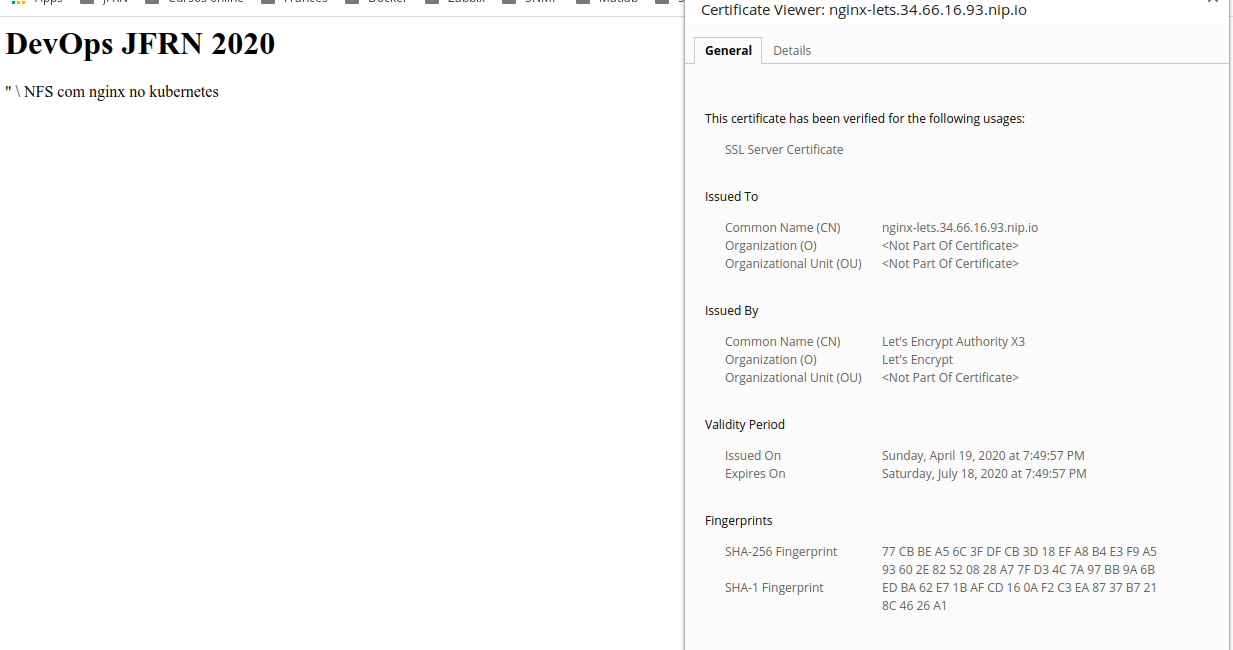 Apps JFRN Cursos online Frances Docker Zabbix SNMP Matlab
Certificate Viewer: nginx-lets.34.66.16.93.nip.io
DevOps JFRN 2020
" \ NFS com nginx no kubernetes
General Details
This certificate has been verified for the following usages:
SSL Server Certificate
Issued To
Common Name (CN) nginx-lets.34.66.16.93.nip.io
Organization (O) <Not Part Of Certificate>
Organizational Unit (OU) <Not Part Of Certificate>
Issued By
Common Name (CN) Let's Encrypt Authority X3
Organization (O) Let's Encrypt
Organizational Unit (OU) <Not Part Of Certificate>
Validity Period
Issued On Sunday, April 19, 2020 at 7:49:57 PM
Expires On Saturday, July 18, 2020 at 7:49:57 PM
Fingerprints
SHA-256 Fingerprint 77 CB BE A5 6C 3F DF CB 3D 18 EF A8 B4 E3 F9 A5
93 60 2E 82 52 08 28 A7 7F D3 4C 7A 97 BB 9A 6B
SHA-1 Fingerprint ED BA 62 E7 1B AF CD 16 0A F2 C3 EA 87 37 B7 21
8C 46 26 A1